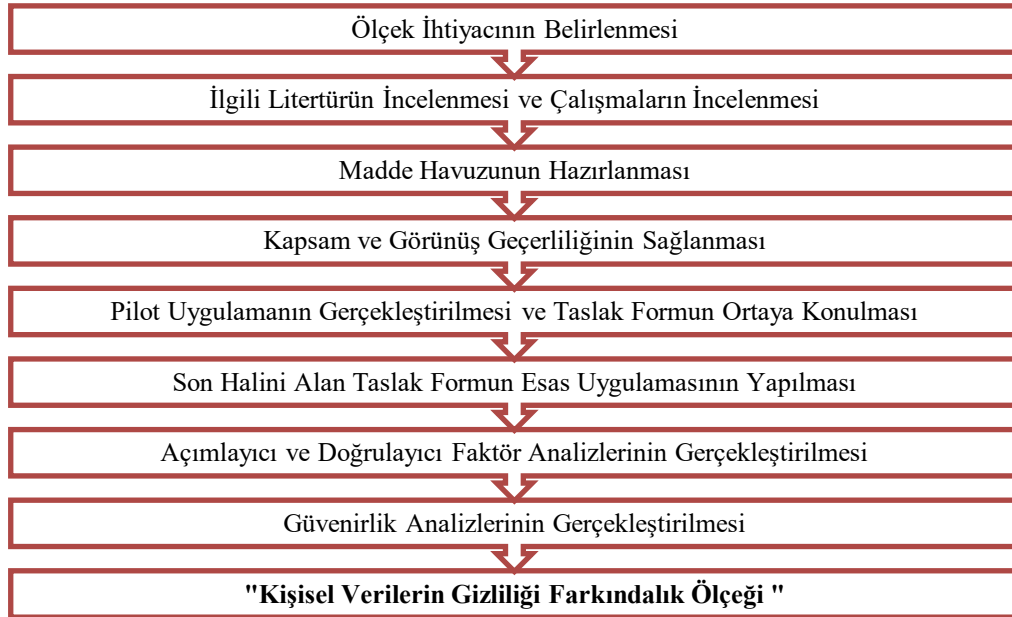 Ölçek İhtiyacının Belirlenmesi
İlgili Litertürün İncelenmesi ve Çalışmaların İncelenmesi
Madde Havuzunun Hazırlanması
Kapsam ve Görünüş Geçerliliğinin Sağlanması
Pilot Uygulamanın Gerçekleştirilmesi ve Taslak Formun Ortaya Konulması
Son Halini Alan Taslak Formun Esas Uygulamasının Yapılması
Açımlayıcı ve Doğrulayıcı Faktör Analizlerinin Gerçekleştirilmesi
Güvenirlik Analizlerinin Gerçekleştirilmesi
"Kişisel Verilerin Gizliliği Farkındalık Ölçeği "